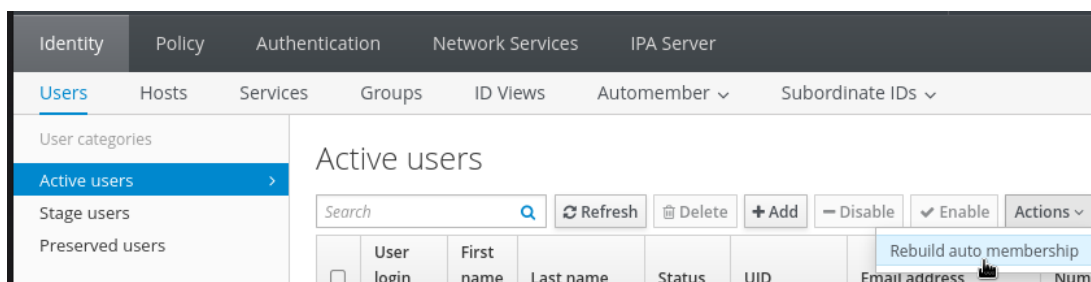 Identity Policy Authentication Network Services IPA Server
Users Hosts Services Groups ID Views Automember Subordinate IDs
User categories
Active users
Stage users
Preserved users
Active users
Search Refresh Delete Add Disable Enable Actions
Rebuild auto membership
User login First name Last name Status UID Email address